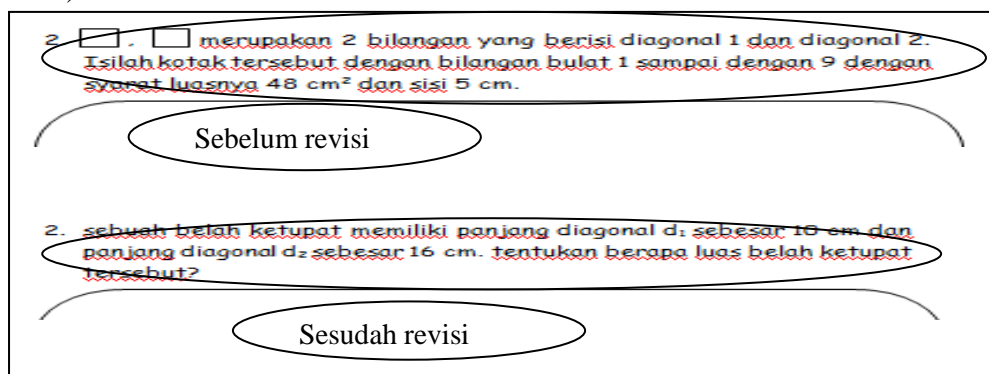 2. , merupakan 2 bilangan yang berisi diagonal 1 dan diagonal 2.
Isilah kotak tersebut dengan bilangan bulat 1 sampai dengan 9 dengan
syarat luasnya 48 cm² dan sisi 5 cm.
Sebelum revisi
2. sebuah belah ketupat memiliki panjang diagonal d₁ sebesar 10 cm dan
panjang diagonal d₂ sebesar 16 cm. tentukan berapa luas belah ketupat
tersebut?
Sesudah revisi